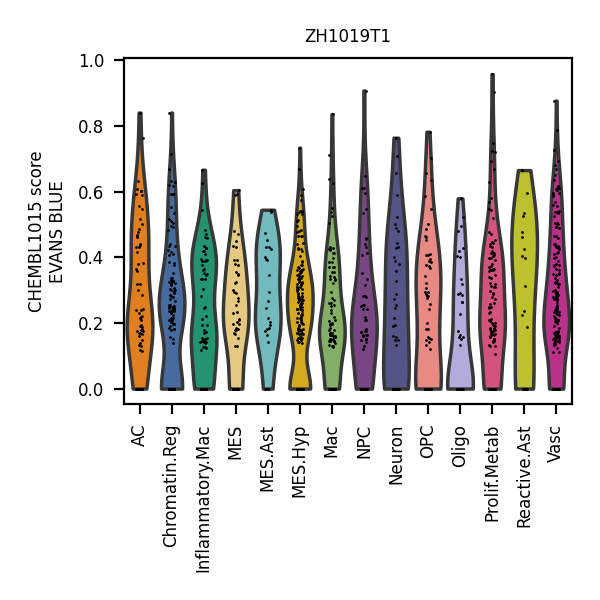 ZH1019T1
CHEMBL1015 score
EVANS BLUE
1.0
0.8
0.6
0.4
0.2
0.0
AC
Chromatin.Reg
Inflammatory.Mac
MES
MES.Ast
MES.Hyp
Mac
NPC
Neuron
OPC
Oligo
Prolif.Metab
Reactive.Ast
Vasc